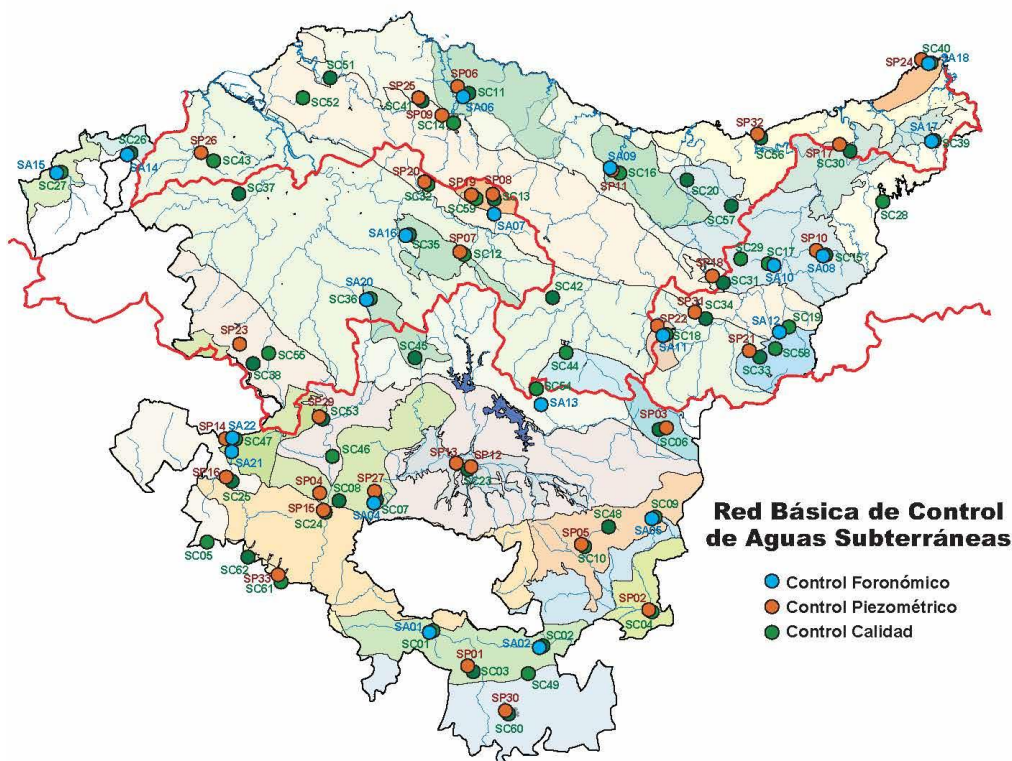 SC40
SP24
SA18
SC51
SP06
SP25
SC11
SC52
SC41
SA06
SP09
SC14
SP32
SA17
SC56
SC39
SC26
SP26
SP17
SC30
SA15
SA14
SC43
SA09
SC16
SC27
SP11
SP20
SP19
SP08
SC20
SC37
SC32
SC59
SC13
SC57
SC28
SA07
SA16
SC35
SP07
SC12
SC29
SC17
SP10
SA10
SA08
SC15
SP18
SC31
SA20
SC36
SC42
SP31
SC34
SP22
SC18
SA11
SA12
SC19
SP23
SC55
SC38
SC45
SC44
SP21
SC33
SC58
SC54
SA13
SP29
SC53
SP03
SC06
SP14
SA22
SC47
SA21
SC46
SP13
SP12
SC23
SP16
SC25
SP04
SC08
SP27
SP15
SC24
SA04
SC07
SC09
SC48
SA05
SP05
SC10
SC05
SC62
SP33
SC61
SP02
SC04
SA01
SC01
SA02
SC02
SP01
SC03
SC49
SP30
SC60
Red Básica de Control
de Aguas Subterráneas
Control Foronómico
Control Piezométrico
Control Calidad